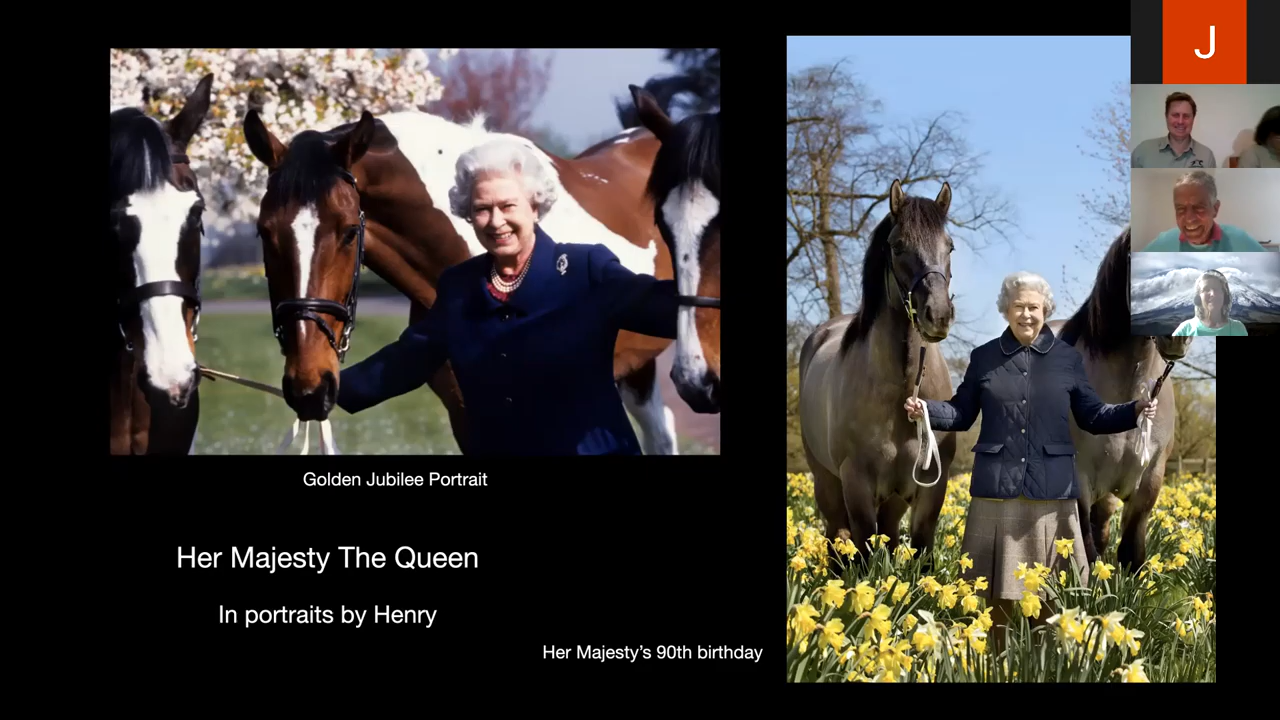 J
Golden Jubilee Portrait
Her Majesty The Queen
In portraits by Henry
Her Majesty’s 90th birthday